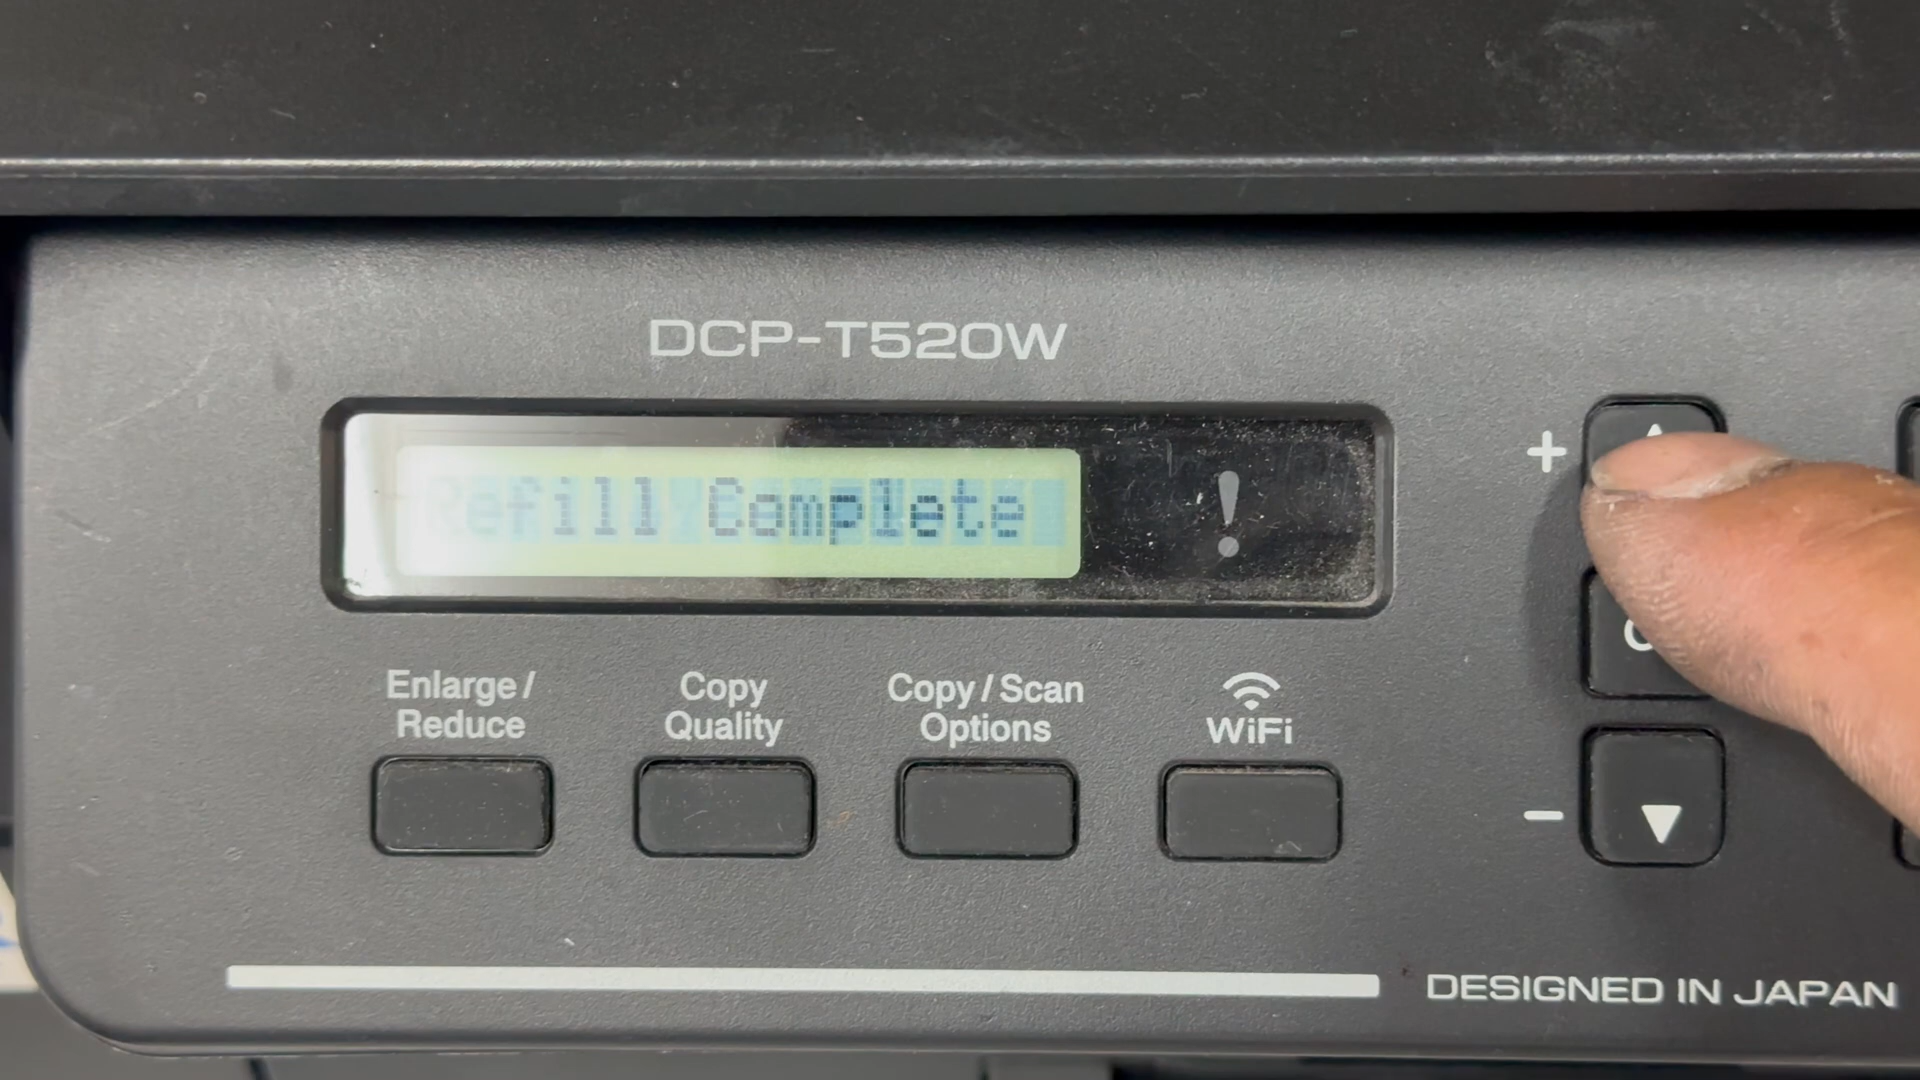 DCP-T520W
Refill Complete
!
+
Enlarge/
Reduce
Copy
Quality
Copy/Scan
Options
WiFi
-
DESIGNED IN JAPAN